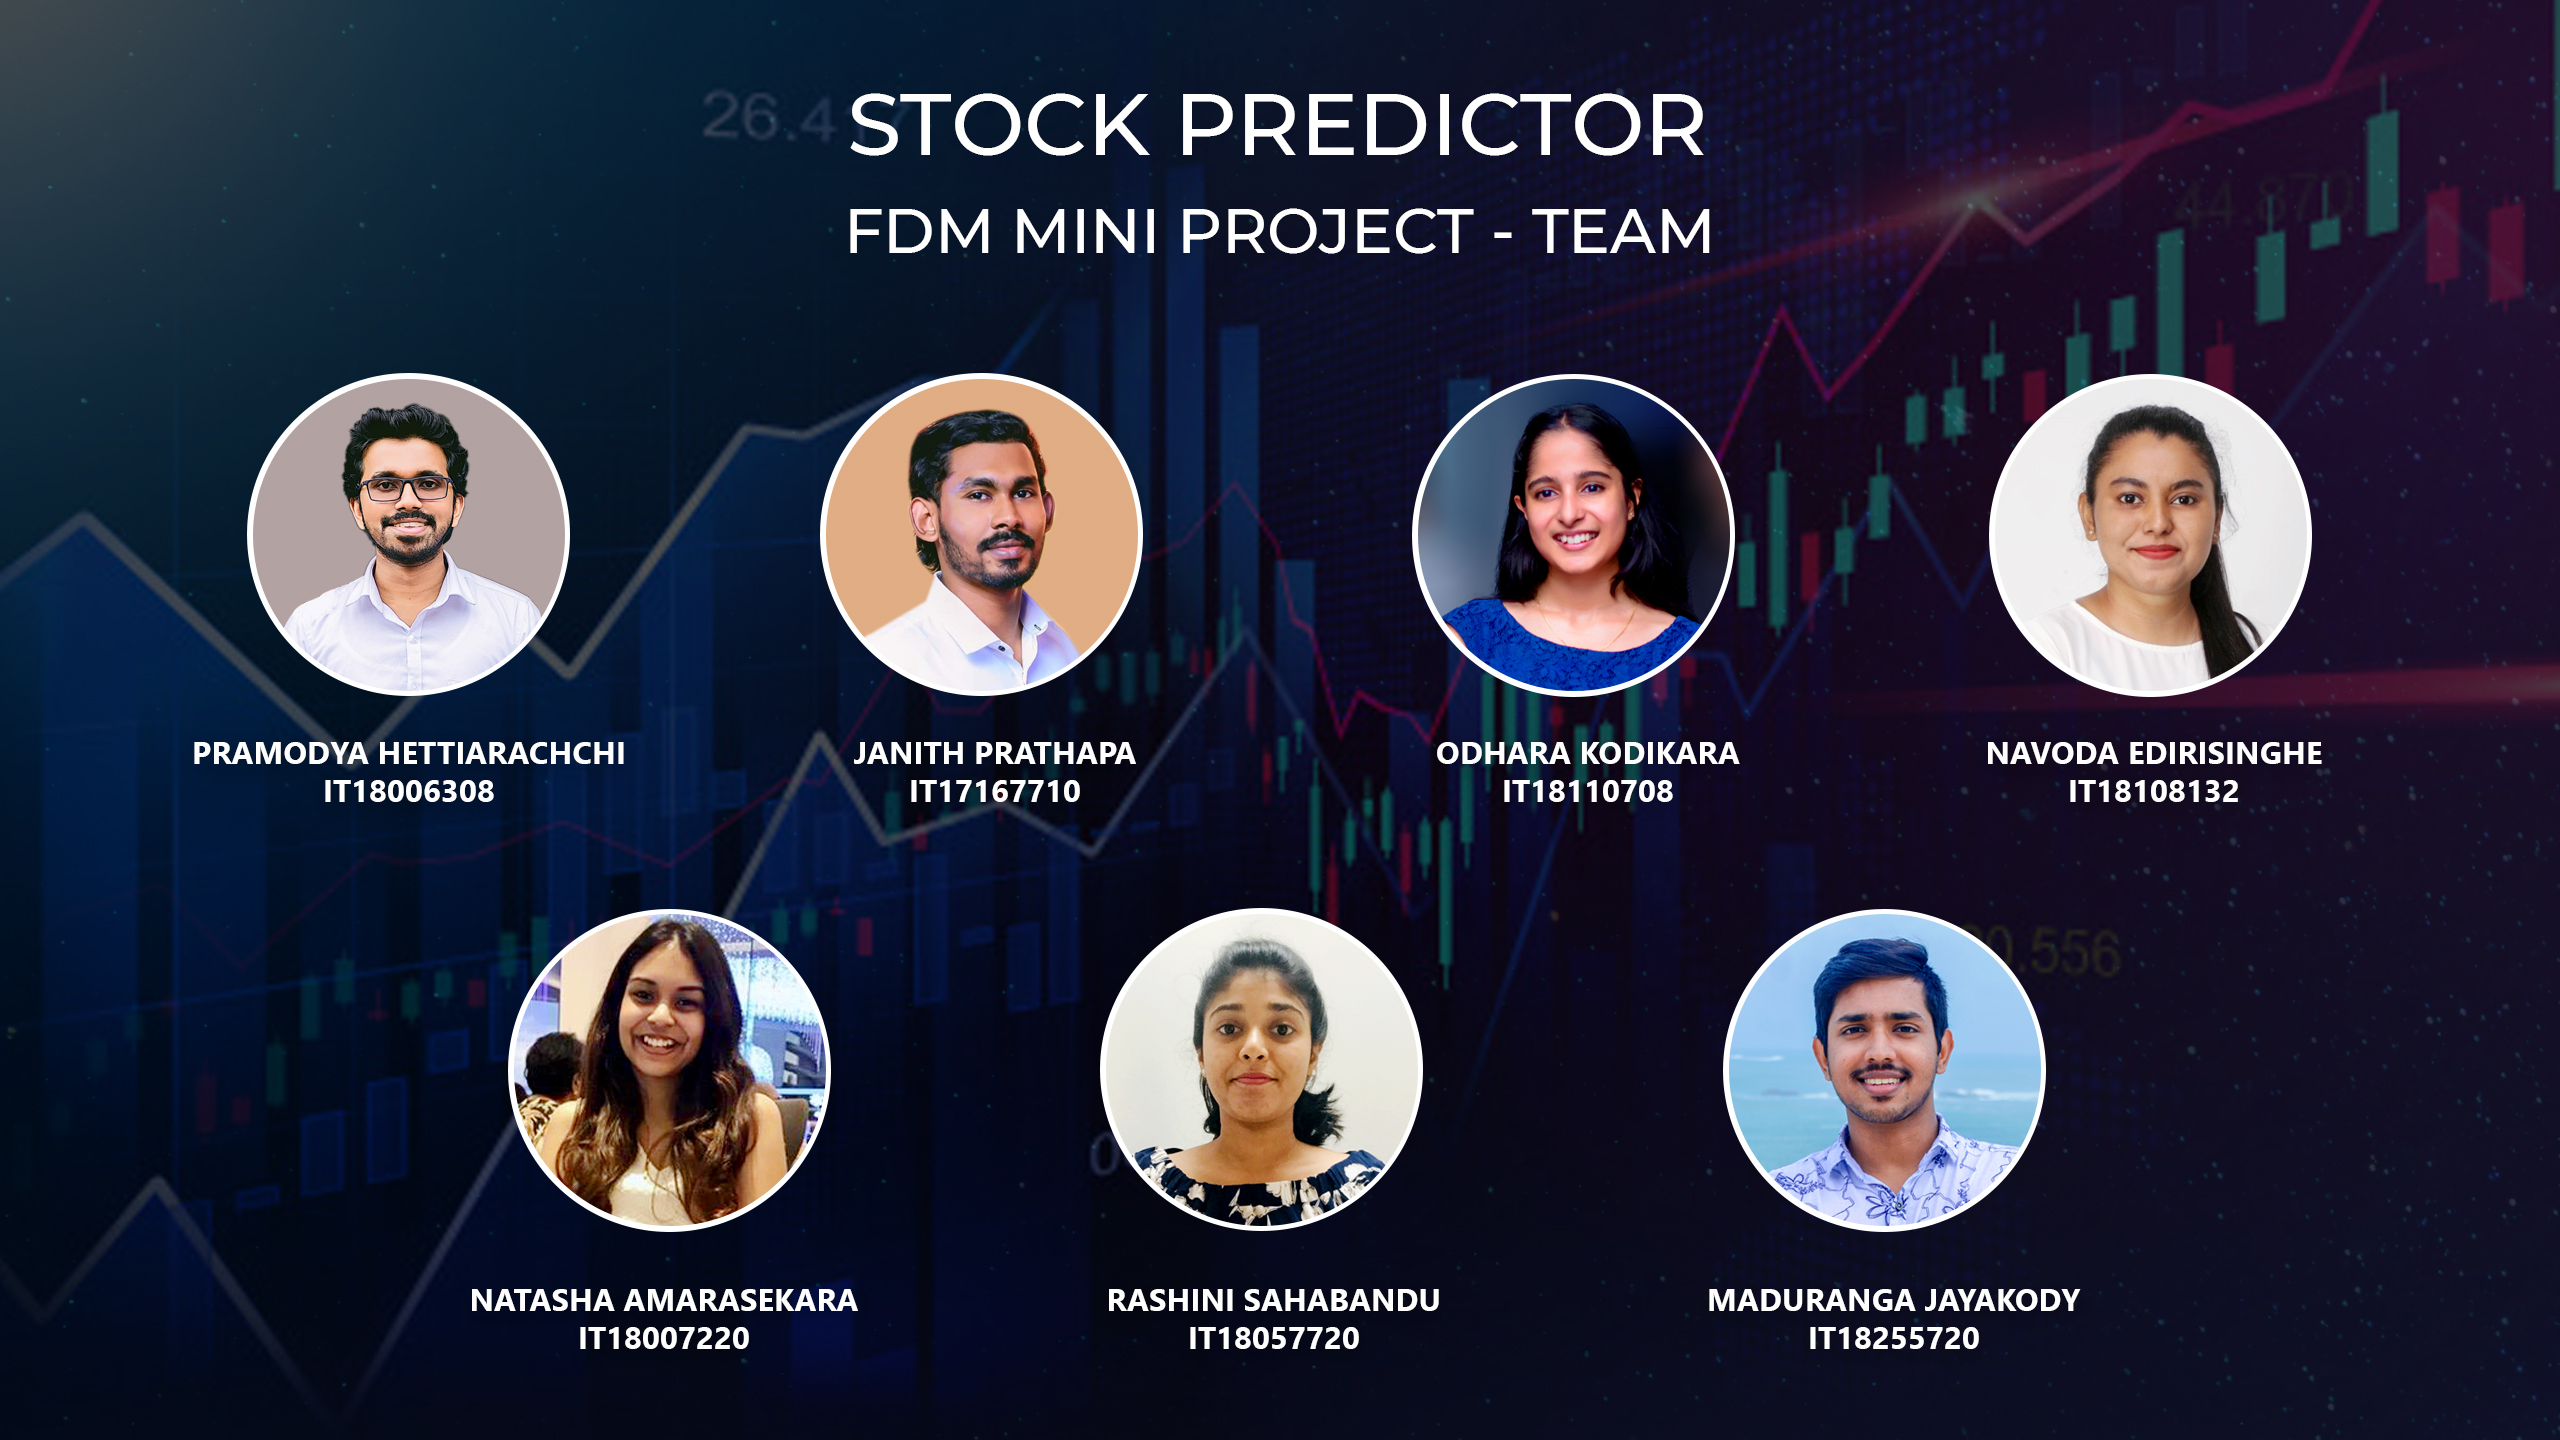 STOCK PREDICTOR
FDM MINI PROJECT - TEAM
PRAMODYA HETTIARACHCHI
IT18006308
JANITH PRATHAPA
IT17167710
ODHARA KODIKARA
IT18110708
NAVODA EDIRISINGHE
IT18108132
NATASHA AMARASEKARA
IT18007220
RASHINI SAHABANDU
IT18057720
MADURANGA JAYAKODY
IT18255720